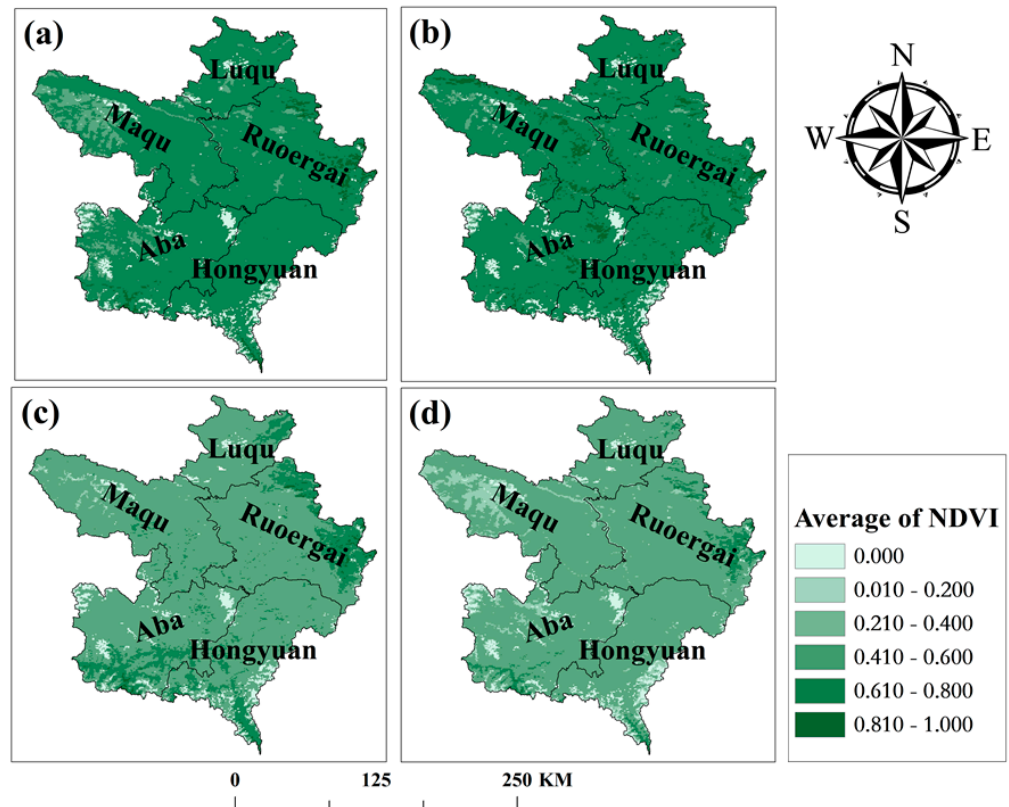 (a)
Luqu
Maqu
Ruoergai
Aba
Hongyuan
(b)
Luqu
Maqu
Ruoergai
Aba
Hongyuan
N
W E
S
(c)
Luqu
Maqu
Ruoergai
Aba
Hongyuan
(d)
Luqu
Maqu
Ruoergai
Aba
Hongyuan
Average of NDVI
0.000
0.010 - 0.200
0.210 - 0.400
0.410 - 0.600
0.610 - 0.800
0.810 - 1.000
0 125 250 KM